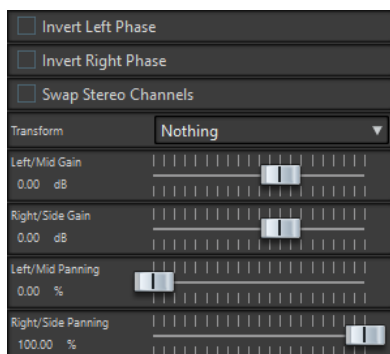 Invert Left Phase
Invert Right Phase
Swap Stereo Channels
Transform Nothing
Left/Mid Gain
0.00 dB
Right/Side Gain
0.00 dB
Left/Mid Panning
0.00 %
Right/Side Panning
100.00 %